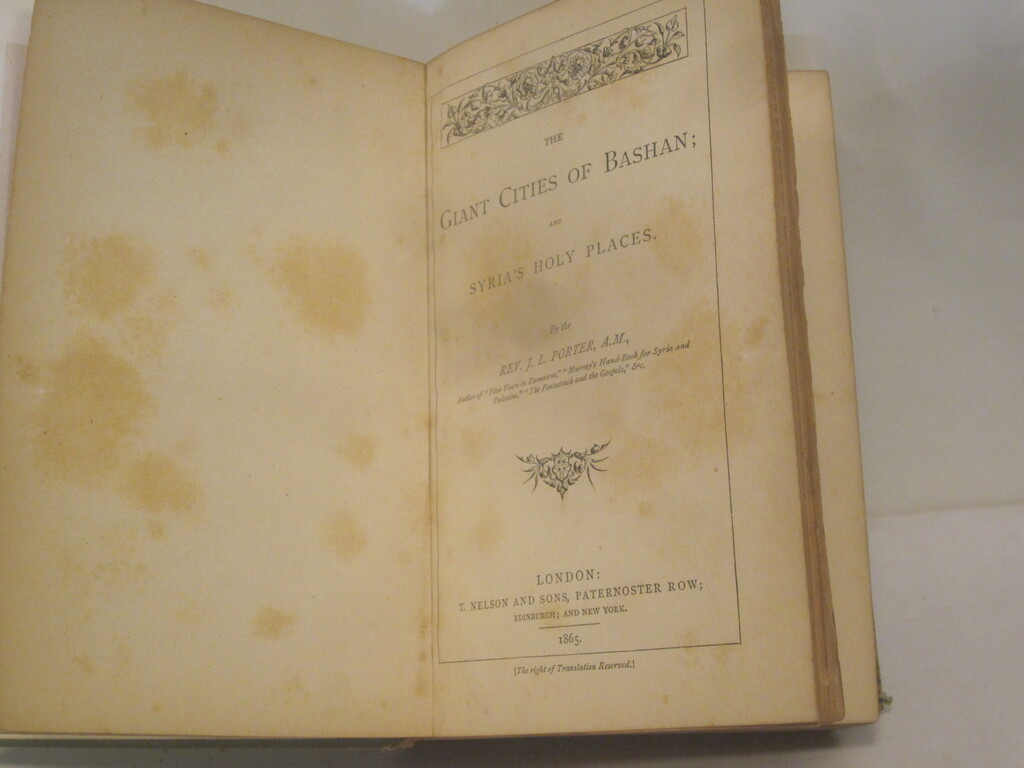 THE
GIANT CITIES OF BASHAN;
AND
SYRIA'S HOLY PLACES.
By the
REV. J. L. PORTER, A.M.,
Author of "Five Years in Damascus," "Murray's Hand-Book for Syria and
Palestine," "The Pentateuch and the Gospels," &c.
LONDON:
T. NELSON AND SONS, PATERNOSTER ROW;
EDINBURGH; AND NEW YORK.
1865.
[The right of Translation Reserved.]